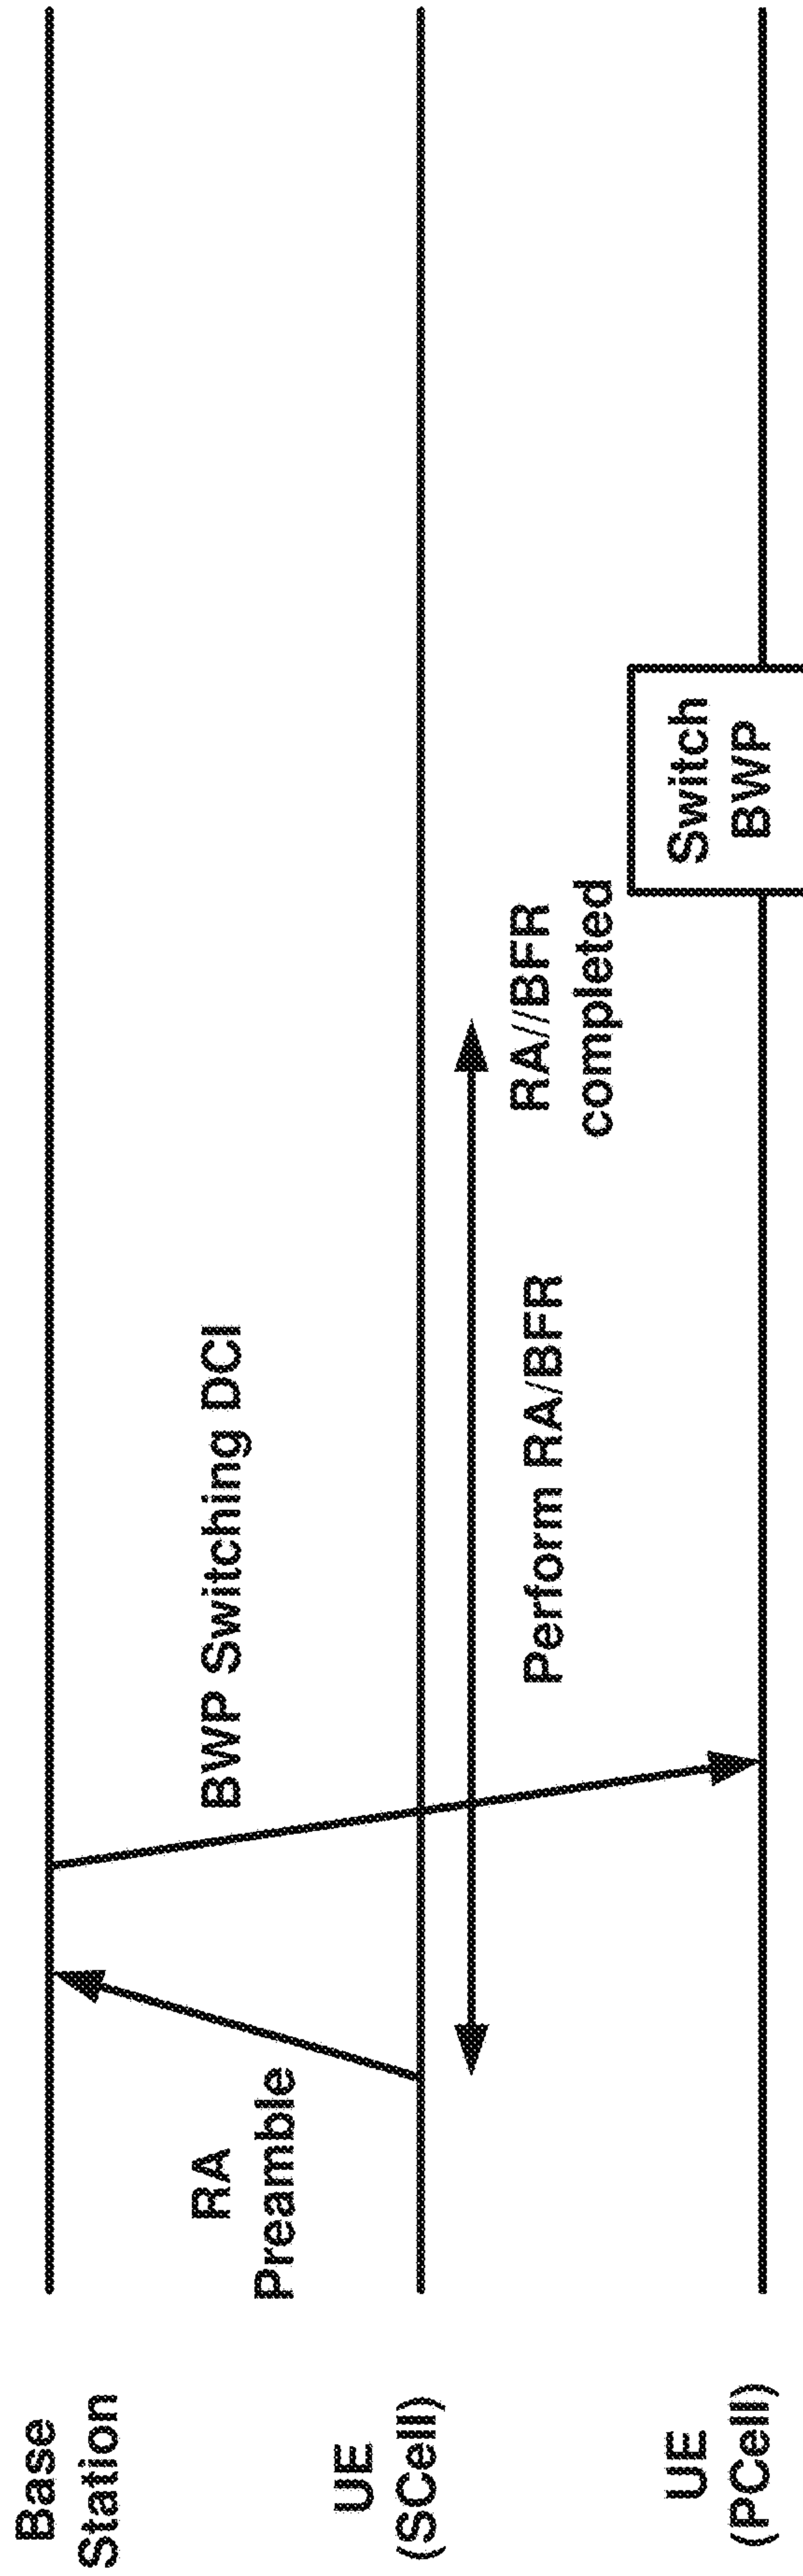 Base
Station
UE
(SCell)
UE
(PCell)
RA
Preamble
BWP Switching DCI
Perform RA/BFR
RA//BFR
completed
Switch
BWP